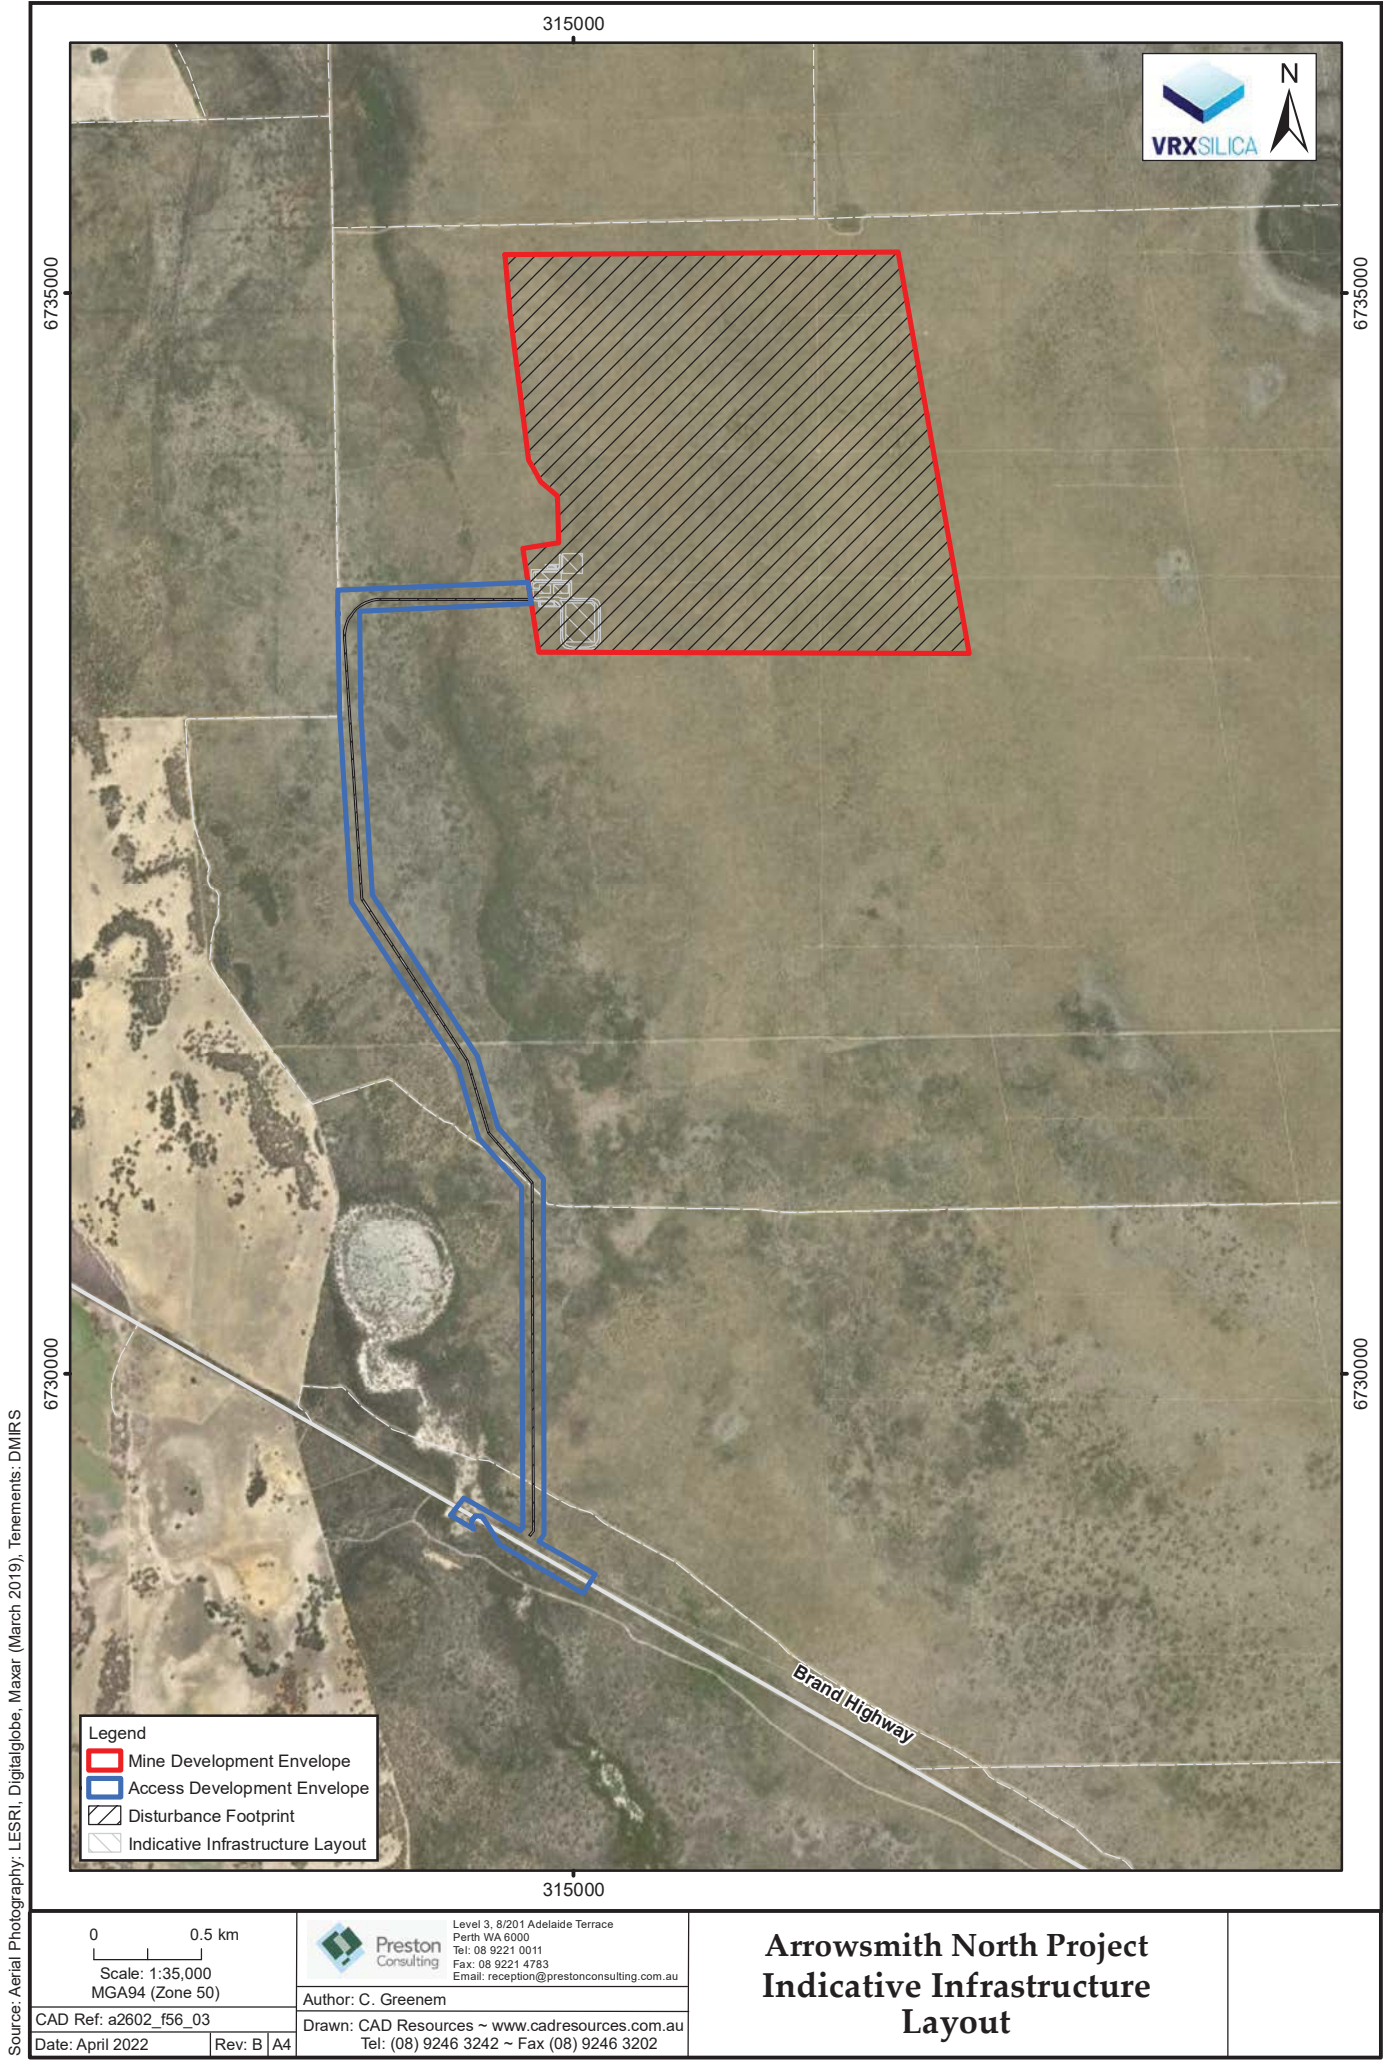 315000
N
VRXSILICA
6735000
6735000
6730000
6730000
Brand Highway
Legend
Mine Development Envelope
Access Development Envelope
Disturbance Footprint
Indicative Infrastructure Layout
315000
Source: Aerial Photography: LESRI, Digitalglobe, Maxar (March 2019), Tenements: DMIRS
0 0.5 km
Scale: 1:35,000
MGA94 (Zone 50)
CAD Ref: a2602_f56_03
Date: April 2022
Rev: B
A4
Preston
Consulting
Level 3, 8/201 Adelaide Terrace
Perth WA 6000
Tel: 08 9221 0011
Fax: 08 9221 4783
Email: reception@prestonconsulting.com.au
Author: C. Greenem
Drawn: CAD Resources ~ www.cadresources.com.au
Tel: (08) 9246 3242 ~ Fax (08) 9246 3202
Arrowsmith North Project
Indicative Infrastructure
Layout